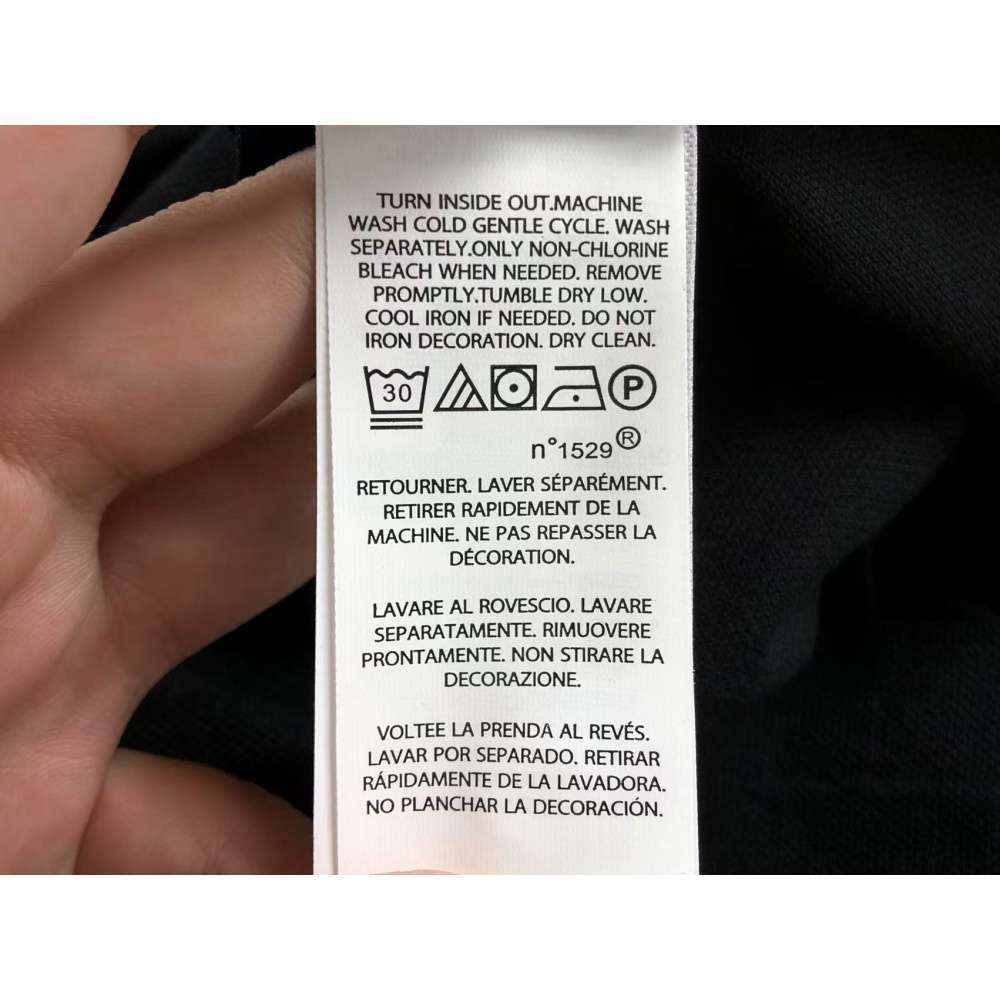 TURN INSIDE OUT.MACHINE
WASH COLD GENTLE CYCLE. WASH
SEPARATELY.ONLY NON-CHLORINE
BLEACH WHEN NEEDED. REMOVE
PROMPTLY.TUMBLE DRY LOW.
COOL IRON IF NEEDED. DO NOT
IRON DECORATION. DRY CLEAN.
30 P
n°1529®
RETOURNER. LAVER SÉPARÉMENT.
RETIRER RAPIDEMENT DE LA
MACHINE. NE PAS REPASSER LA
DÉCORATION.
LAVARE AL ROVESCIO. LAVARE
SEPARATAMENTE. RIMUOVERE
PRONTAMENTE. NON STIRARE LA
DECORAZIONE.
VOLTEE LA PRENDA AL REVÉS.
LAVAR POR SEPARADO. RETIRAR
RÁPIDAMENTE DE LA LAVADORA.
NO PLANCHAR LA DECORACIÓN.